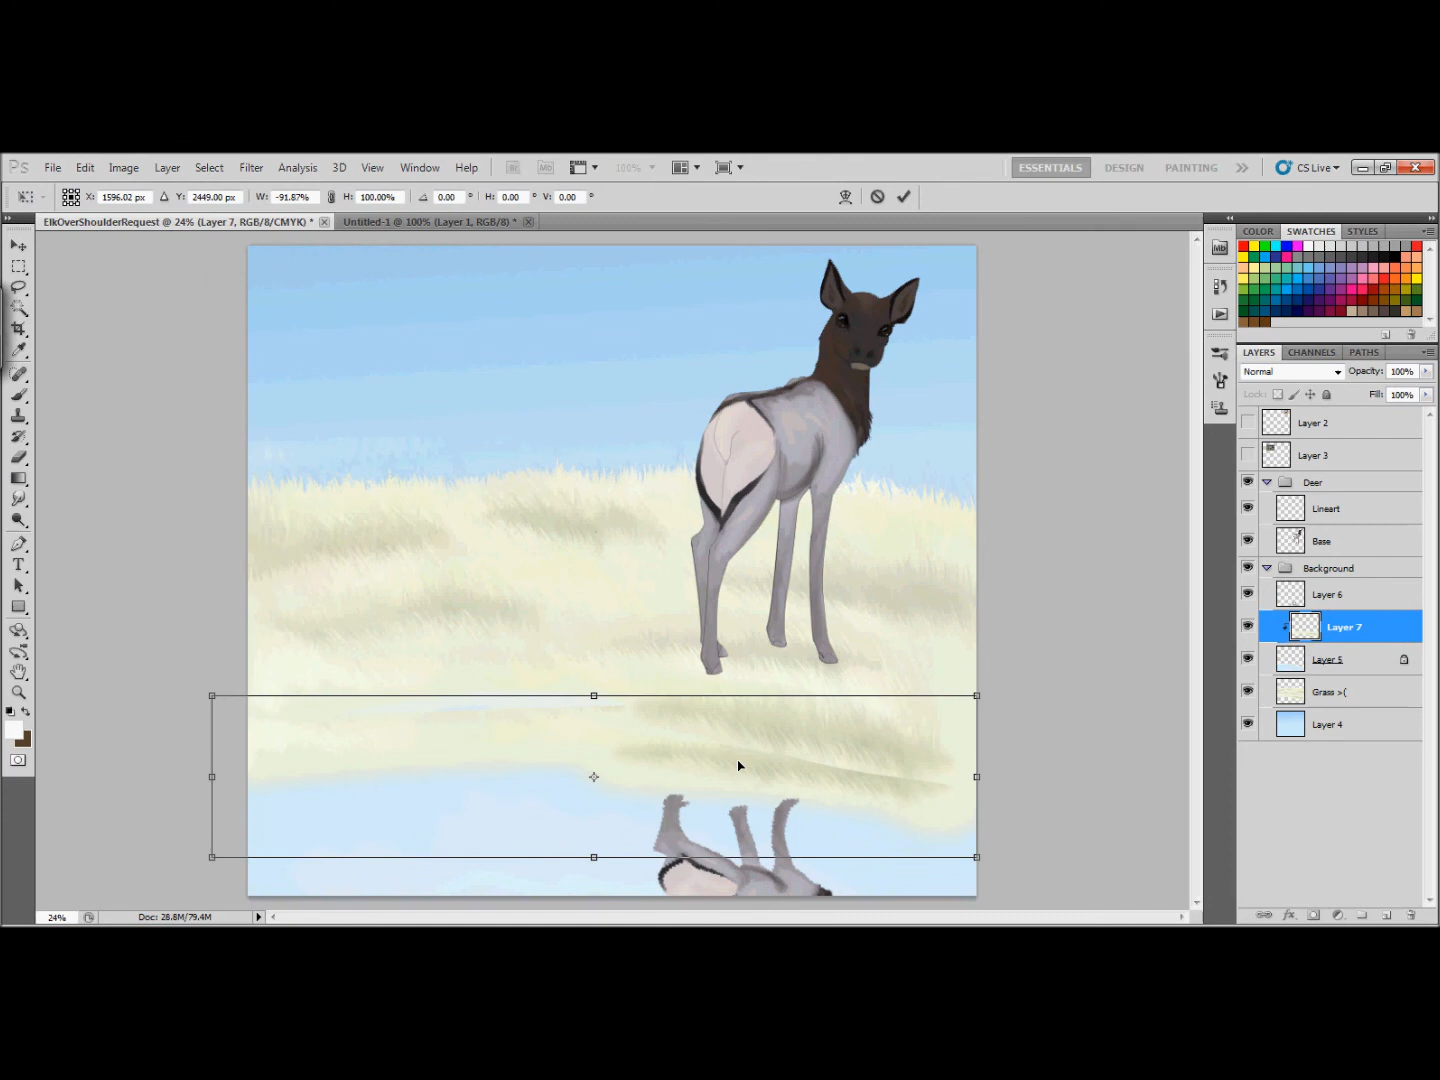 Ps File Edit Image Layer Select Filter Analysis 3D View Window Help Br Mb 100% ESSENTIALS DESIGN PAINTING CS Live
X: 1596.02 px Y: 2449.00 px W: -91.87% H: 100.00% 0.00 ° H: 0.00 ° V: 0.00 °
ElkOverShoulderRequest @ 24% (Layer 7, RGB/8/CMYK) * Untitled-1 @ 100% (Layer 1, RGB/8) *
COLOR SWATCHES STYLES
Mb
LAYERS CHANNELS PATHS
Normal Opacity: 100%
Lock: Fill: 100%
Layer 2
Layer 3
Deer
Lineart
Base
Background
Layer 6
Layer 7
Layer 5
Grass >(
Layer 4
24% Doc: 28.8M/79.4M